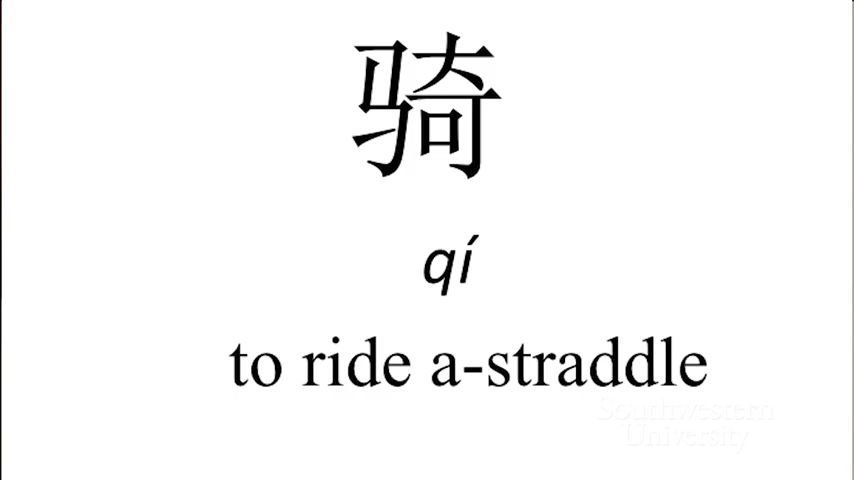 骑
qí
to ride a-straddle
Southwestern
University